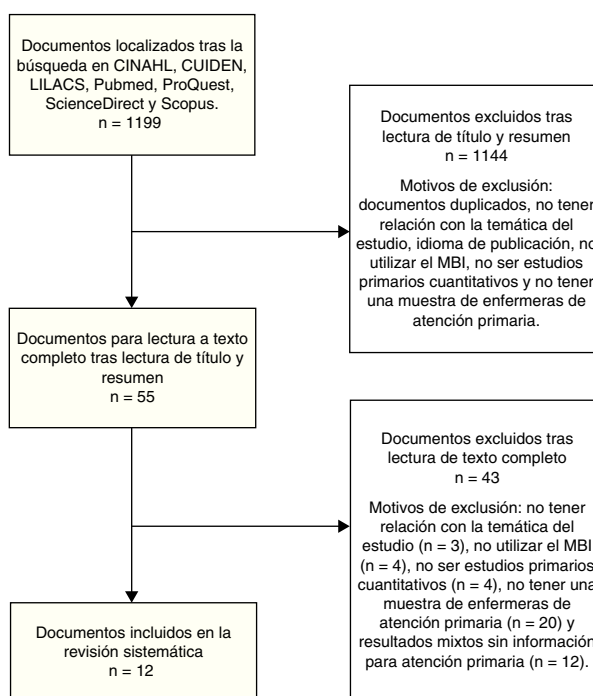 Documentos localizados tras la
búsqueda en CINAHL, CUIDEN,
LILACS, Pubmed, ProQuest,
ScienceDirect y Scopus.
n = 1199
Documentos excluidos tras
lectura de título y resumen
n = 1144
Motivos de exclusión:
documentos duplicados, no tener
relación con la temática del
estudio, idioma de publicación, no
utilizar el MBI, no ser estudios
primarios cuantitativos y no tener
una muestra de enfermeras de
atención primaria.
Documentos para lectura a texto
completo tras lectura de título y
resumen
n = 55
Documentos excluidos tras
lectura de texto completo
n = 43
Motivos de exclusión: no tener
relación con la temática del
estudio (n = 3), no utilizar el MBI
(n = 4), no ser estudios primarios
cuantitativos (n = 4), no tener una
muestra de enfermeras de
atención primaria (n = 20) y
resultados mixtos sin información
para atención primaria (n = 12).
Documentos incluidos en la
revisión sistemática
n = 12